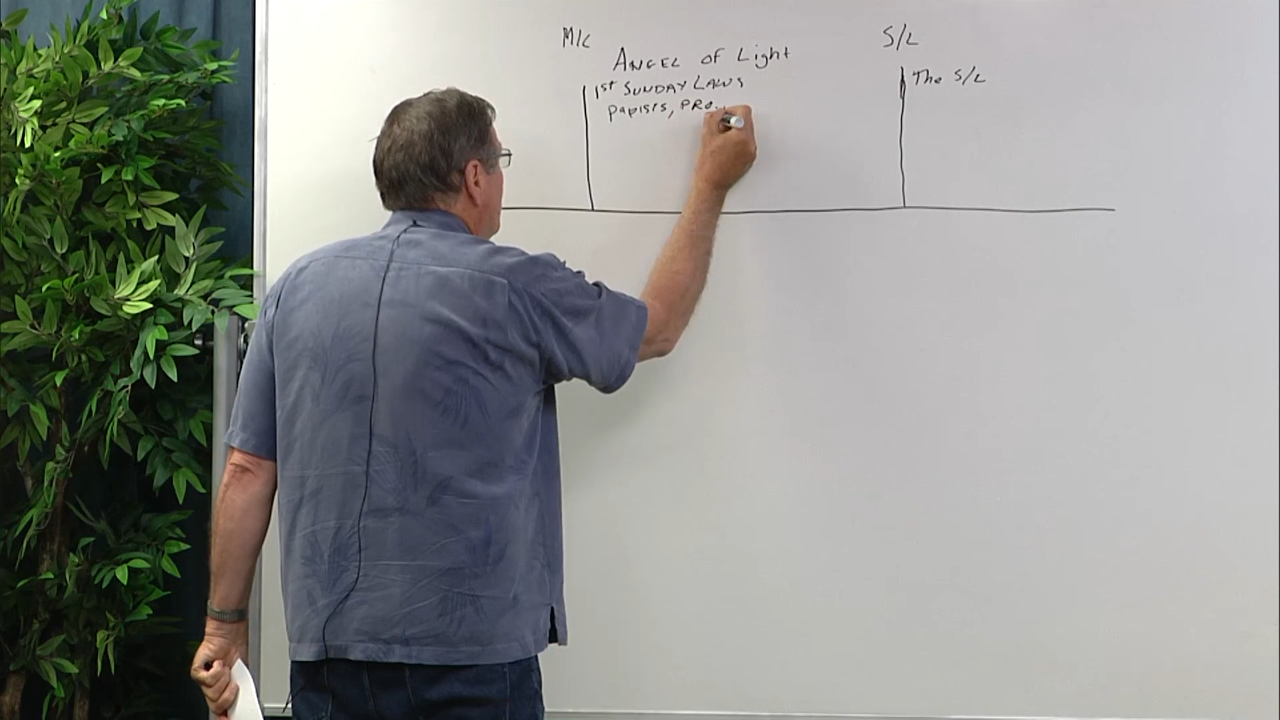 M/C
S/L
ANGEL OF Light
The S/L
1st SUNDAY LAWS
PAPISTS, PRO